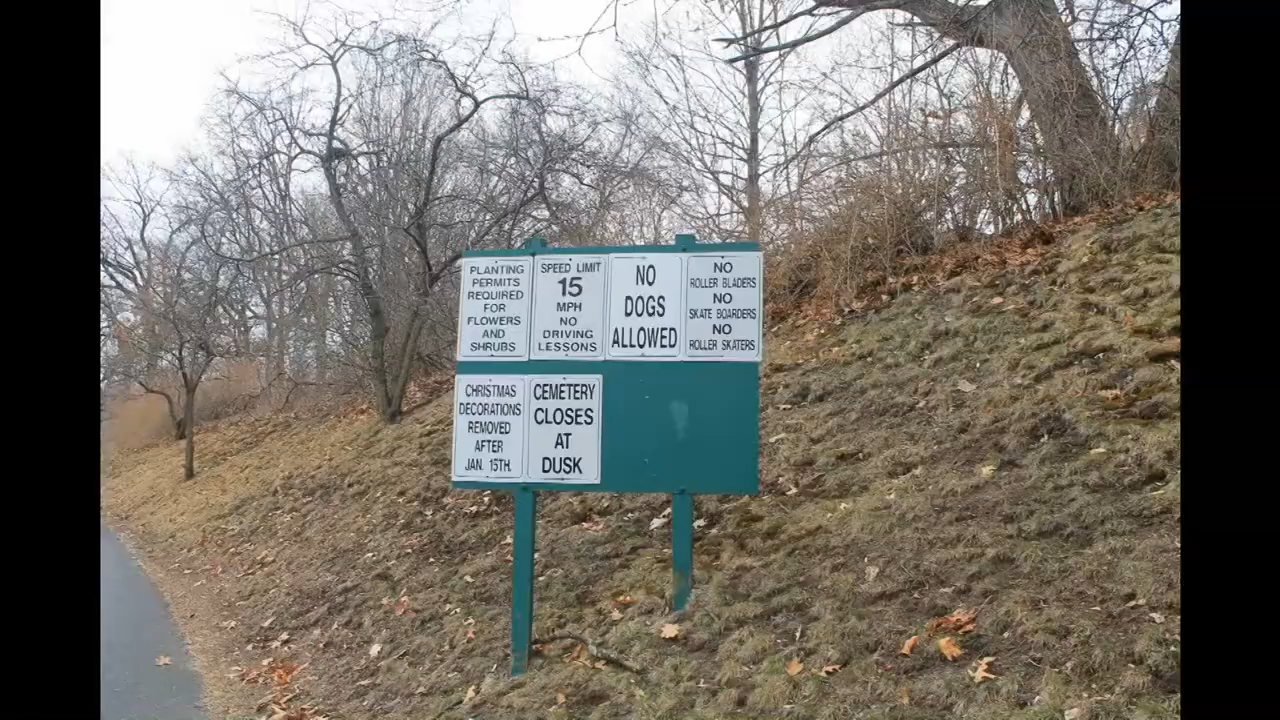 PLANTING
PERMITS
REQUIRED
FOR
FLOWERS
AND
SHRUBS
SPEED LIMIT
15
MPH
NO
DRIVING
LESSONS
NO
DOGS
ALLOWED
NO
ROLLER BLADERS
NO
SKATE BOARDERS
NO
ROLLER SKATERS
CHRISTMAS
DECORATIONS
REMOVED
AFTER
JAN. 15TH.
CEMETERY
CLOSES
AT
DUSK